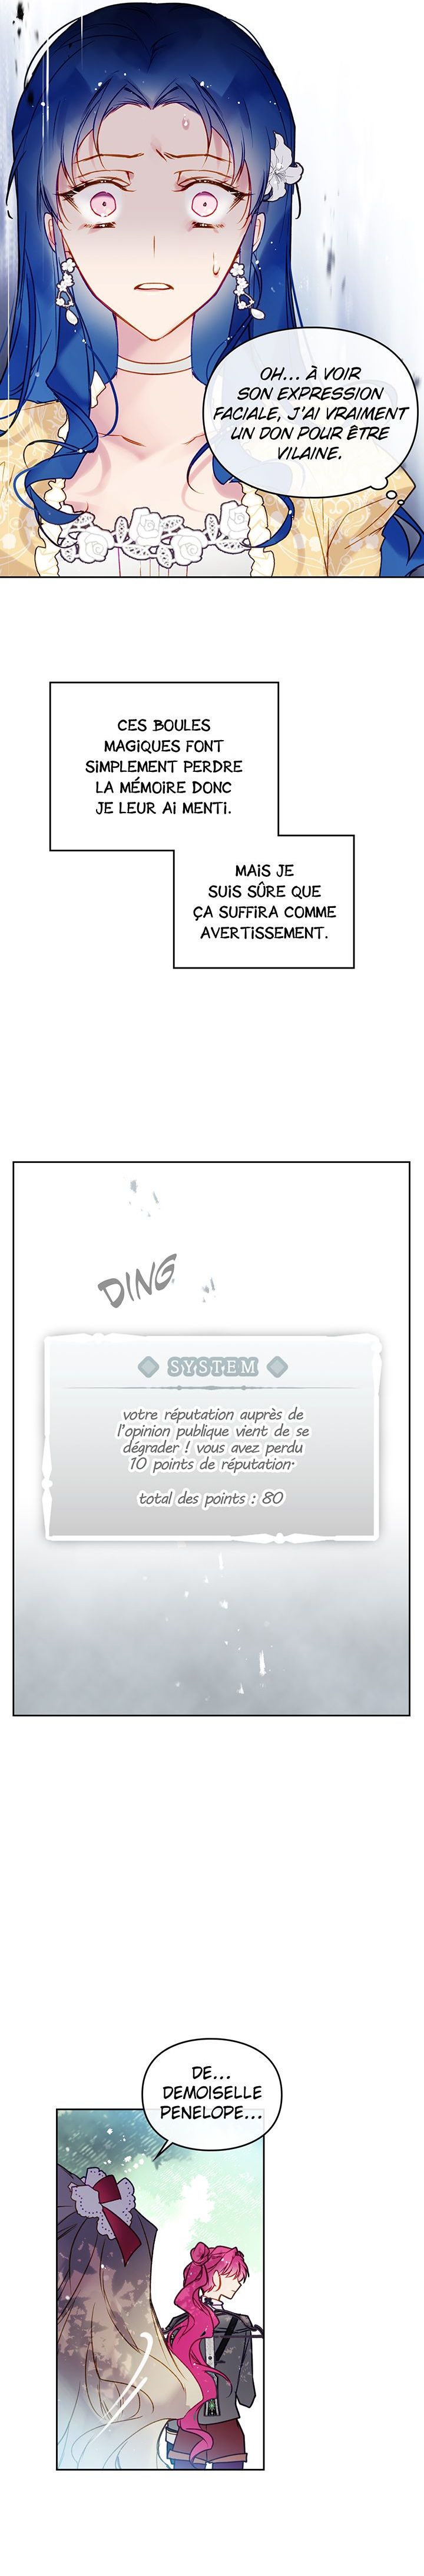 OH... À VOIR
SON EXPRESSION
FACIALE, J'AI VRAIMENT
UN DON POUR ÊTRE
VILAINE.
CES BOULES
MAGIQUES FONT
SIMPLEMENT PERDRE
LA MÉMOIRE DONC
JE LEUR AI MENTI.
MAIS JE
SUIS SÛRE QUE
ÇA SUFFIRA COMME
AVERTISSEMENT.
DING
SYSTEM
votre réputation auprès de
l'opinion publique vient de se
dégrader ! vous avez perdu
10 points de réputation.
total des points : 80
DE...
DEMOISELLE
PENELOPE...